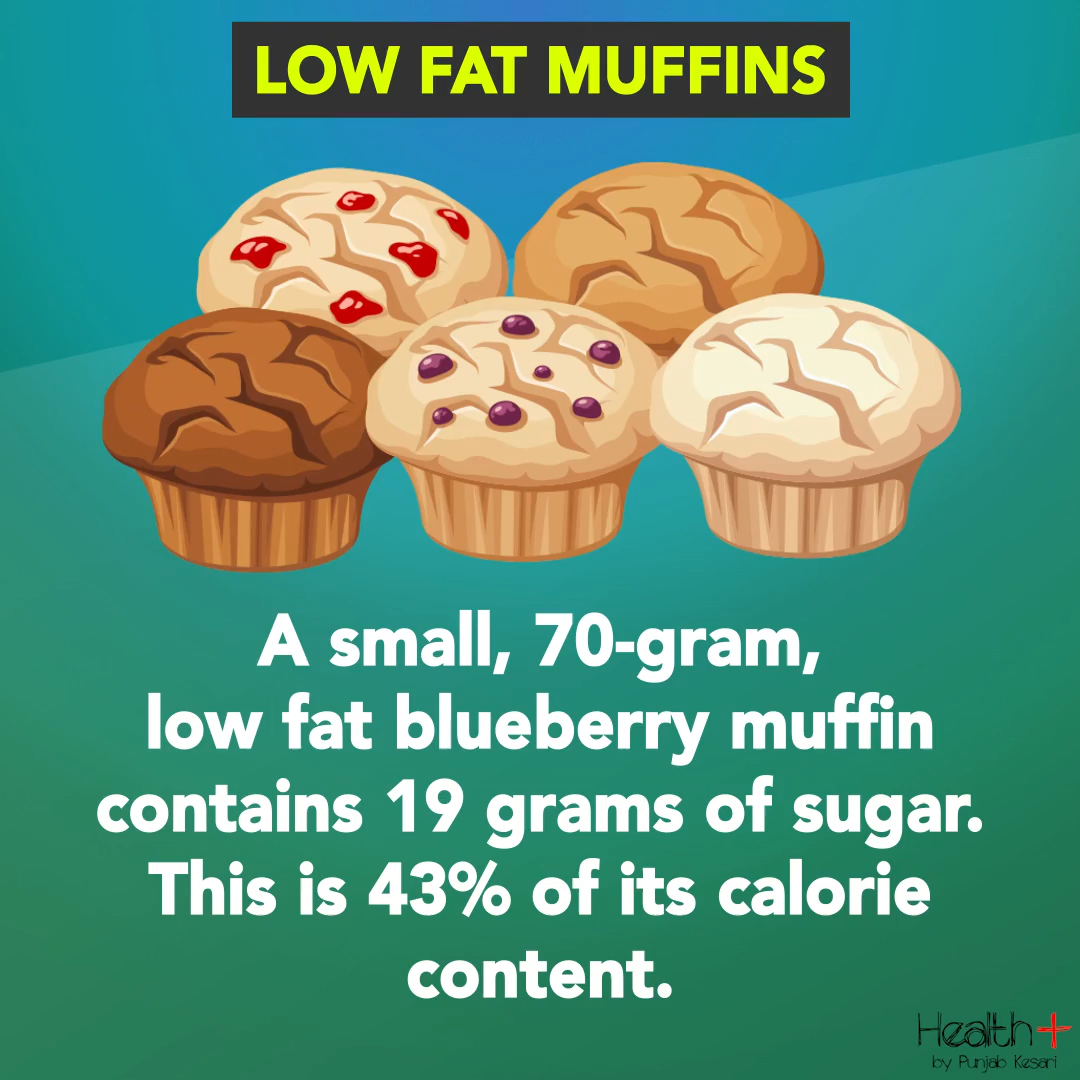 LOW FAT MUFFINS
A small, 70-gram,
low fat blueberry muffin
contains 19 grams of sugar.
This is 43% of its calorie
content.
Health+
by Punjab Kesari